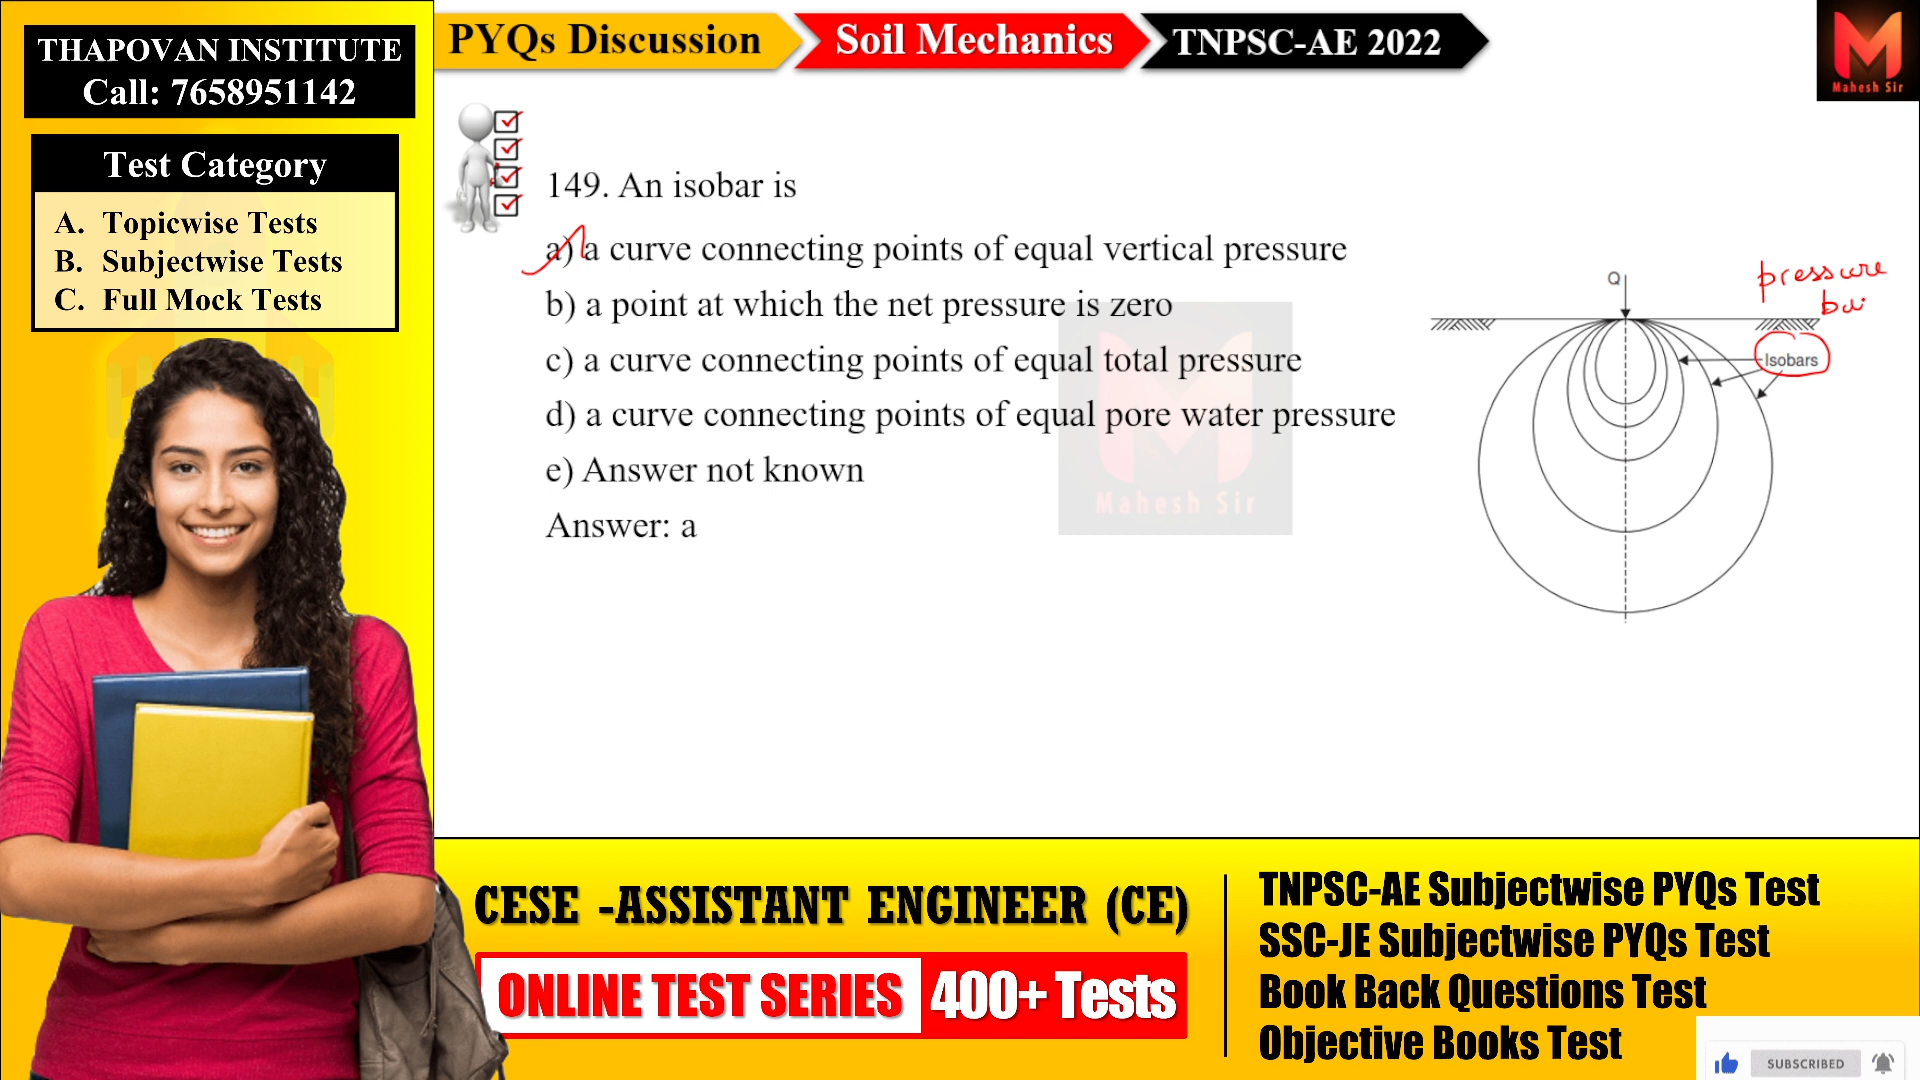 THAPOVAN INSTITUTE
Call: 7658951142
Test Category
A. Topicwise Tests
B. Subjectwise Tests
C. Full Mock Tests
PYQs Discussion
Soil Mechanics
TNPSC-AE 2022
Mahesh Sir
149. An isobar is
a) a curve connecting points of equal vertical pressure
b) a point at which the net pressure is zero
c) a curve connecting points of equal total pressure
d) a curve connecting points of equal pore water pressure
e) Answer not known
Answer: a
Mahesh Sir
Q
pressure
Isobars
CESE -ASSISTANT ENGINEER (CE)
ONLINE TEST SERIES 400+ Tests
TNPSC-AE Subjectwise PYQs Test
SSC-JE Subjectwise PYQs Test
Book Back Questions Test
Objective Books Test
SUBSCRIBED